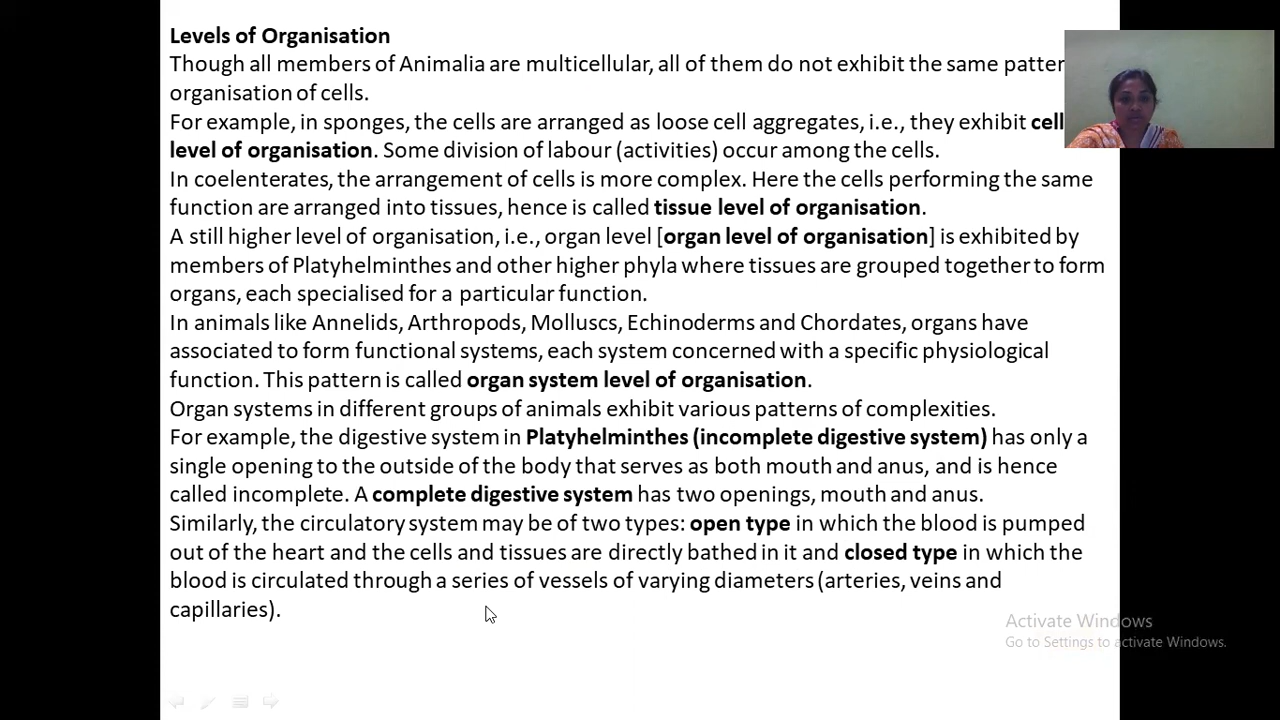 Levels of Organisation
Though all members of Animalia are multicellular, all of them do not exhibit the same
organisation of cells.
For example, in sponges, the cells are arranged as loose cell aggregates, i.e., they exhibit
level of organisation. Some division of labour (activities) occur among the cells.
In coelenterates, the arrangement of cells is more complex. Here the cells performing the same
function are arranged into tissues, hence is called tissue level of organisation.
A still higher level of organisation, i.e., organ level [organ level of organisation] is exhibited by
members of Platyhelminthes and other higher phyla where tissues are grouped together to form
organs, each specialised for a particular function.
In animals like Annelids, Arthropods, Molluscs, Echinoderms and Chordates, organs have
associated to form functional systems, each system concerned with a specific physiological
function. This pattern is called organ system level of organisation.
Organ systems in different groups of animals exhibit various patterns of complexities.
For example, the digestive system in Platyhelminthes (incomplete digestive system) has only a
single opening to the outside of the body that serves as both mouth and anus, and is hence
called incomplete. A complete digestive system has two openings, mouth and anus.
Similarly, the circulatory system may be of two types: open type in which the blood is pumped
out of the heart and the cells and tissues are directly bathed in it and closed type in which the
blood is circulated through a series of vessels of varying diameters (arteries, veins and
capillaries).
Activate Windows
Go to Settings to activate Windows.